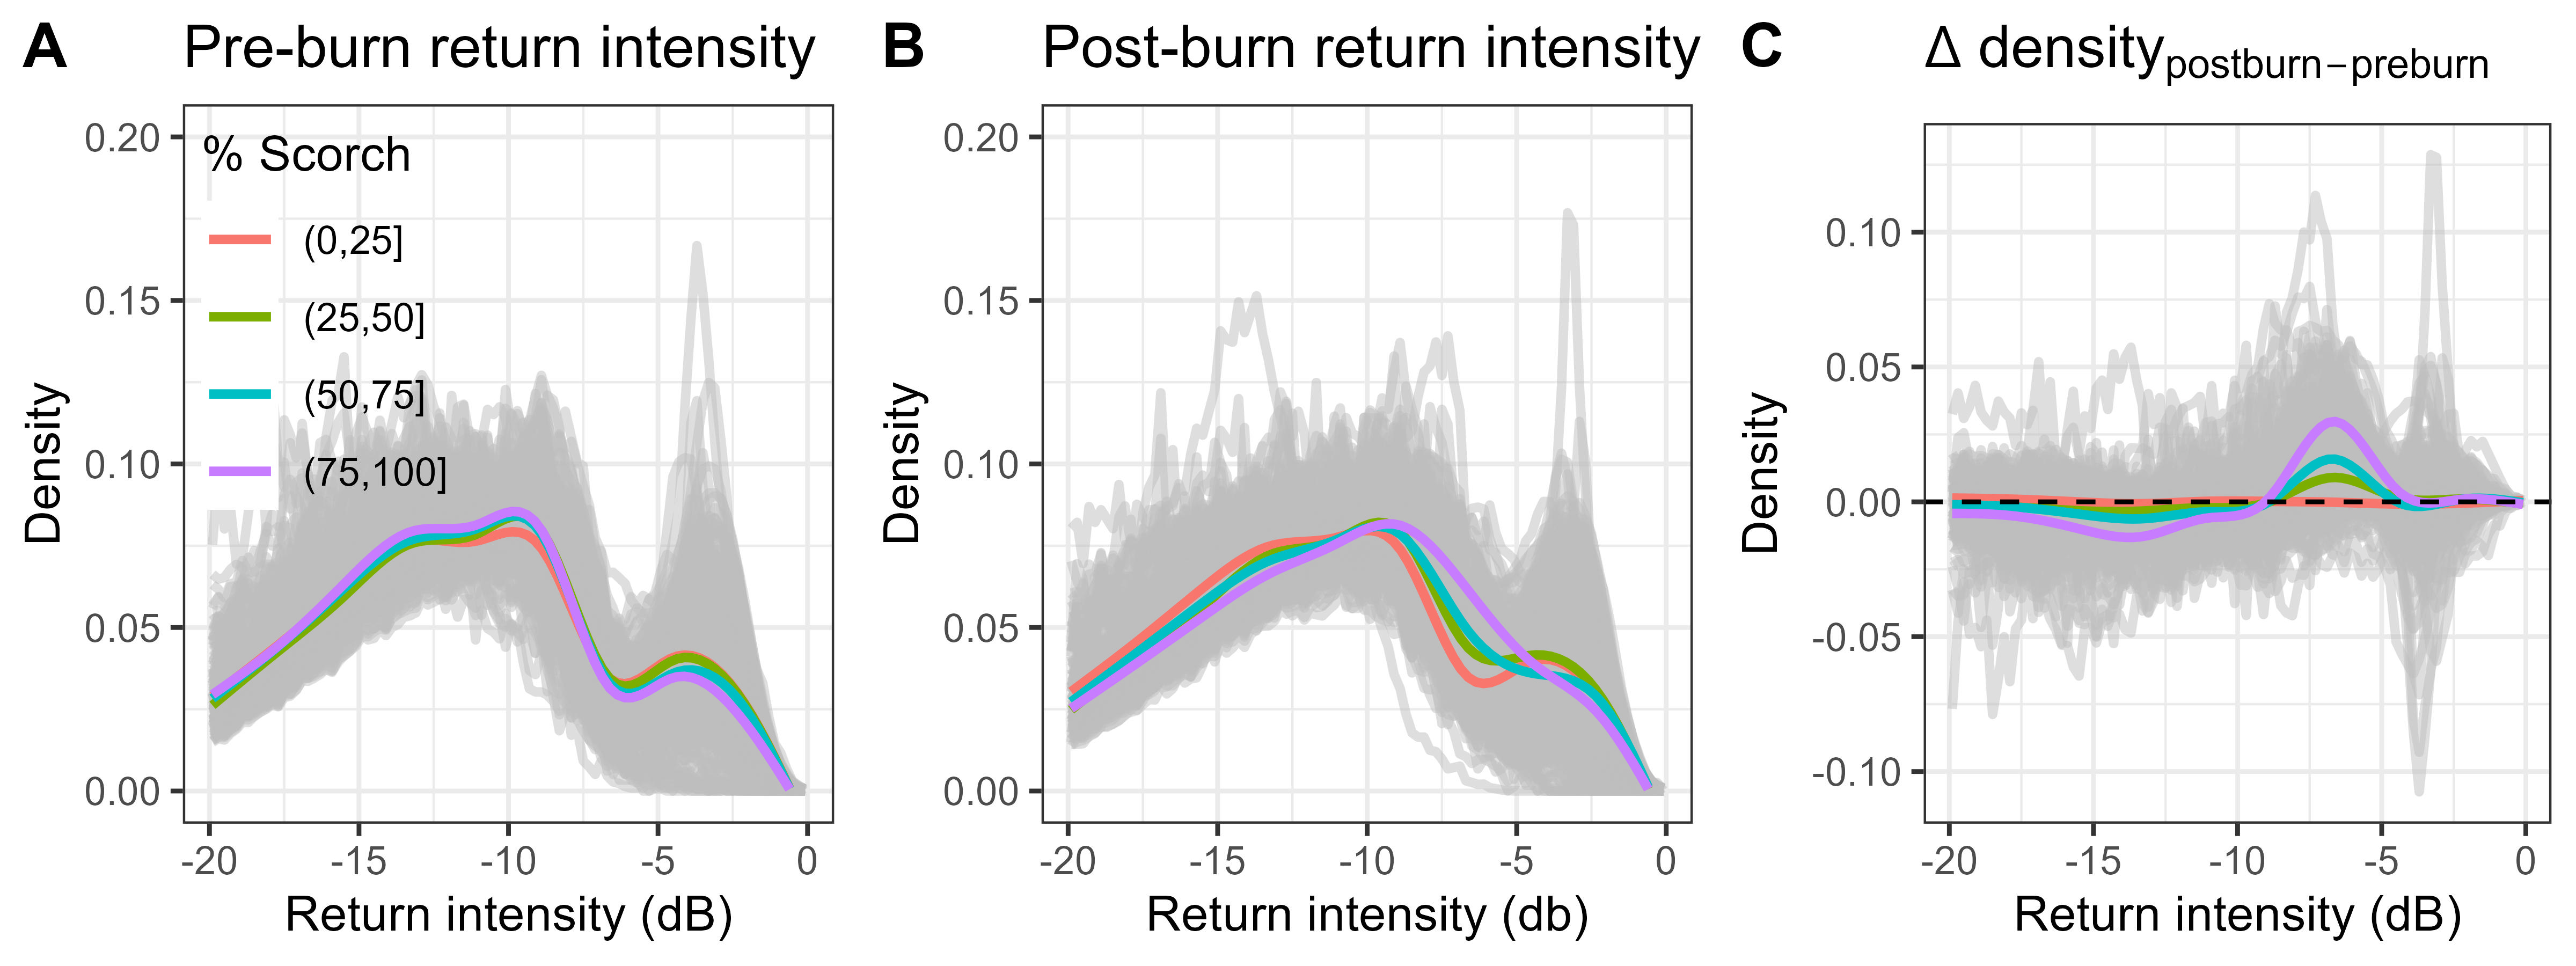 A Pre-burn return intensity
0.20
0.15
0.10
0.05
0.00
Density
% Scorch
(0,25]
(25,50]
(50,75]
(75,100]
-20 -15 -10 -5 0
Return intensity (dB)
B Post-burn return intensity
0.20
0.15
0.10
0.05
0.00
Density
-20 -15 -10 -5 0
Return intensity (db)
C Δ density postburn−preburn
0.10
0.05
0.00
-0.05
-0.10
Density
-20 -15 -10 -5 0
Return intensity (dB)